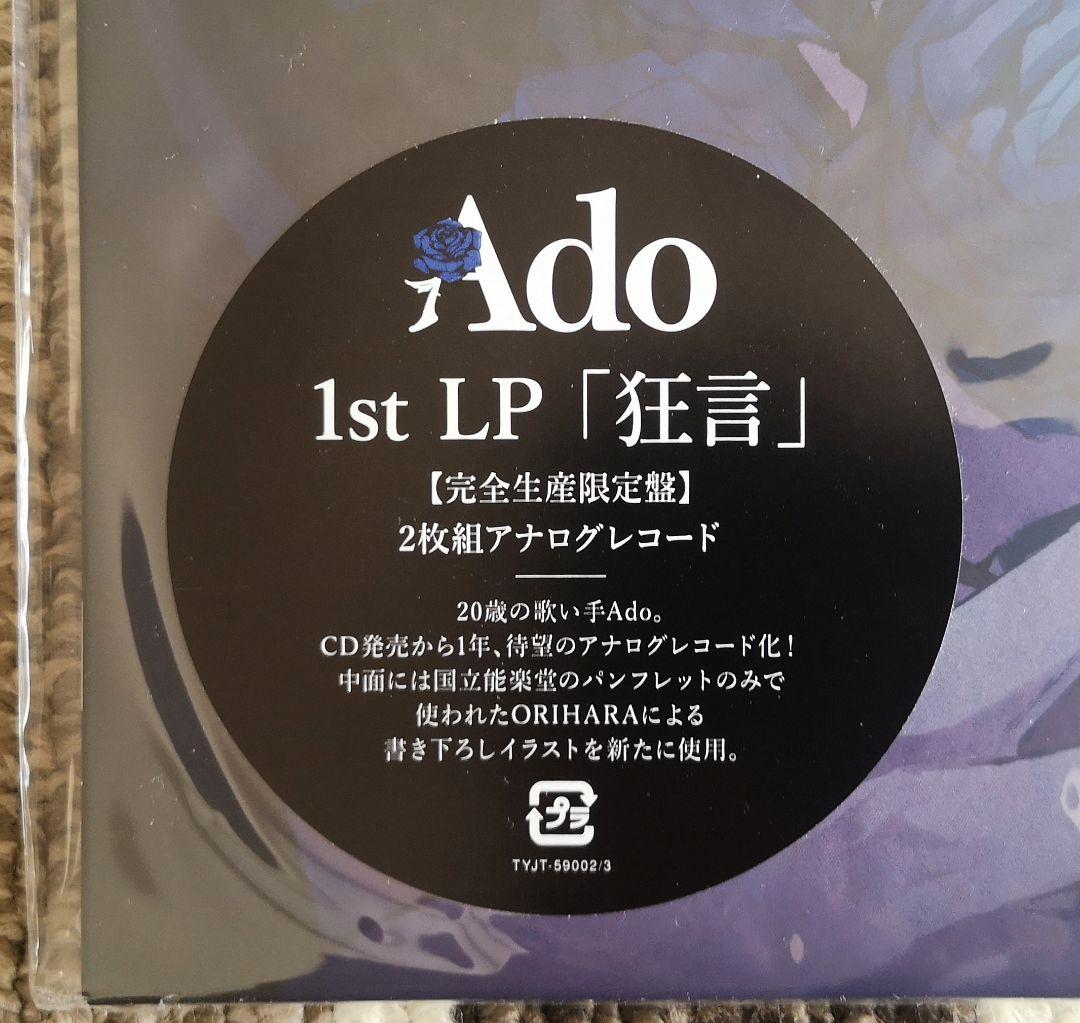 Ado
1st LP「狂言」
【完全生産限定盤】
2枚組アナログレコード
20歳の歌い手Ado。
CD発売から1年、待望のアナログレコード化！
中面には国立能楽堂のパンフレットのみで
使われたORIHARAによる
書き下ろしイラストを新たに使用。
プラ
TYJT-59002/3